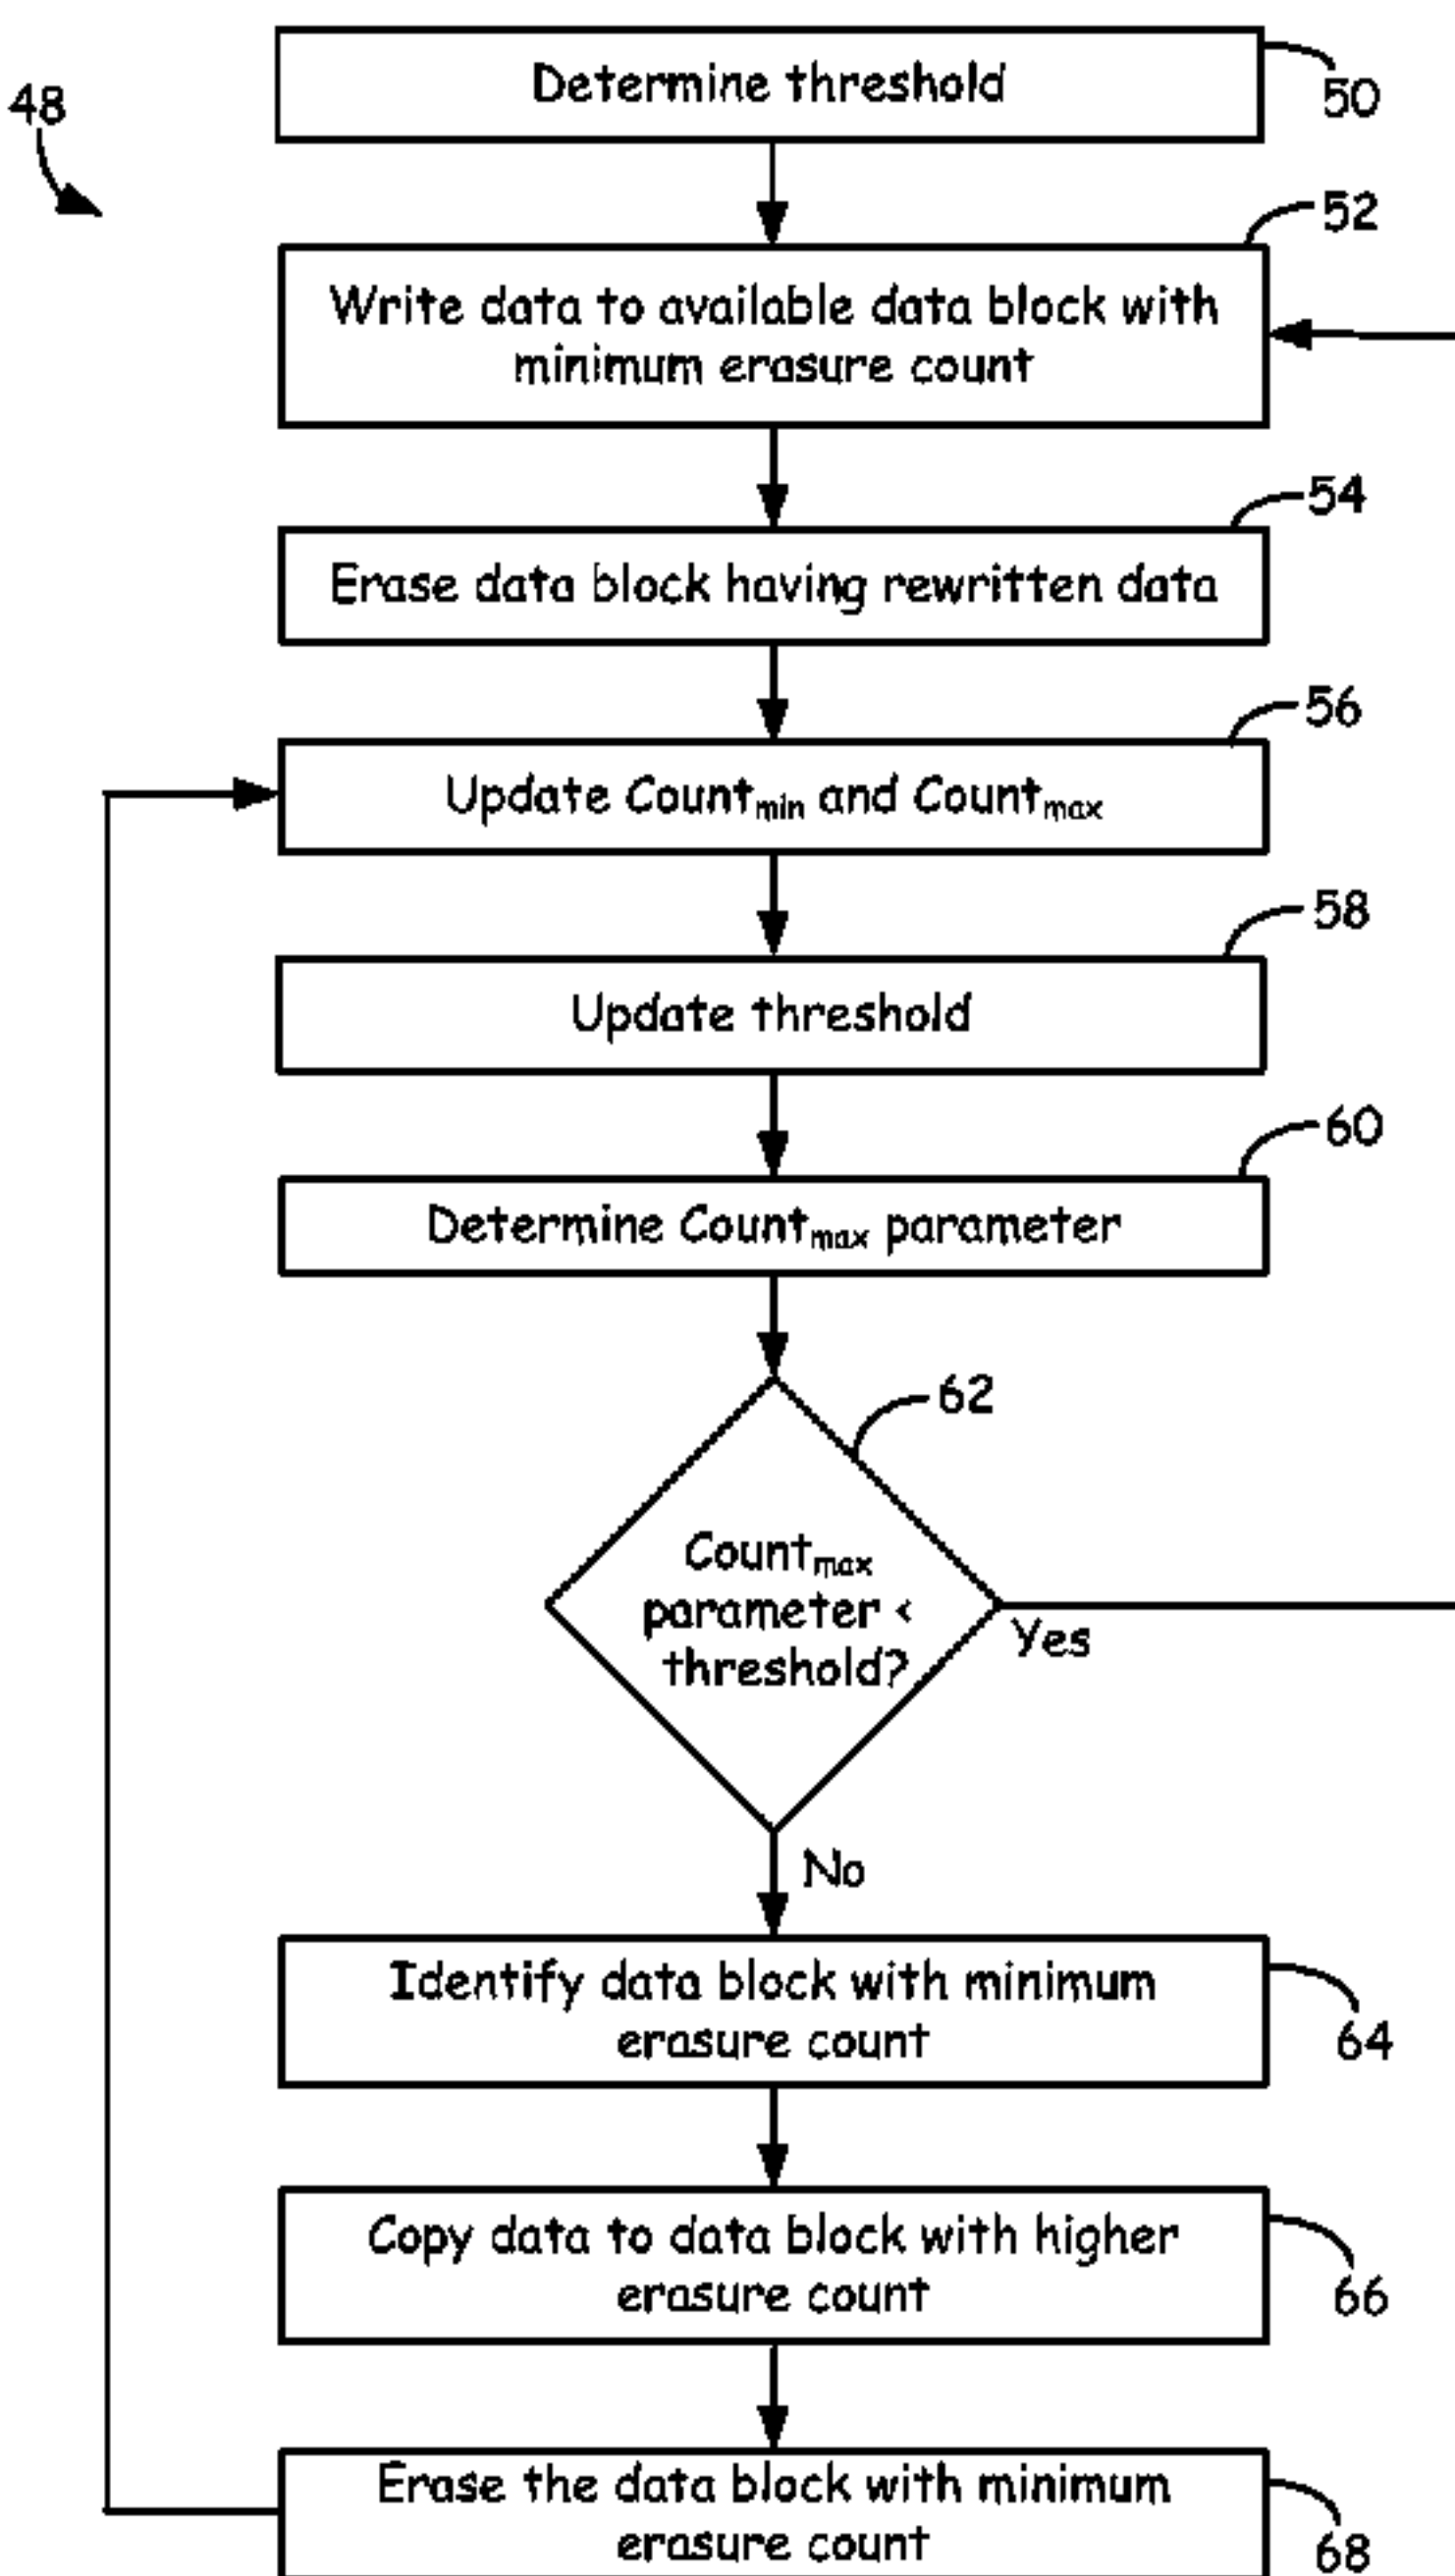 48
Determine threshold
50
52
Write data to available data block with
minimum erasure count
54
Erase data block having rewritten data
56
Update Countmin and Countmax
58
Update threshold
60
Determine Countmax parameter
62
Countmax
parameter <
threshold?
Yes
No
Identify data block with minimum
erasure count
64
Copy data to data block with higher
erasure count
66
Erase the data block with minimum
erasure count
68